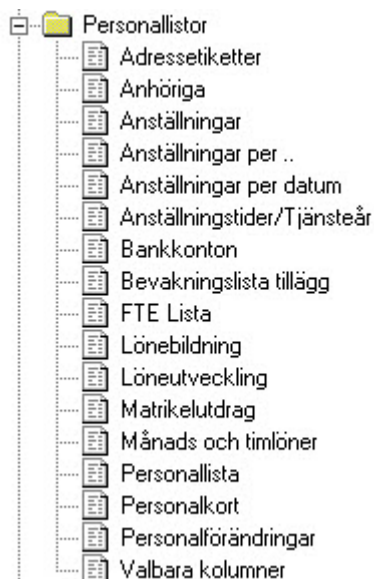 Personallistor
Adressetiketter
Anhöriga
Anställningar
Anställningar per ..
Anställningar per datum
Anställningstider/Tjänsteår
Bankkonton
Bevakningslista tillägg
FTE Lista
Lönebildning
Löneutveckling
Matrikelutdrag
Månads och timlöner
Personallista
Personalkort
Personalförändringar
Valbara kolumner